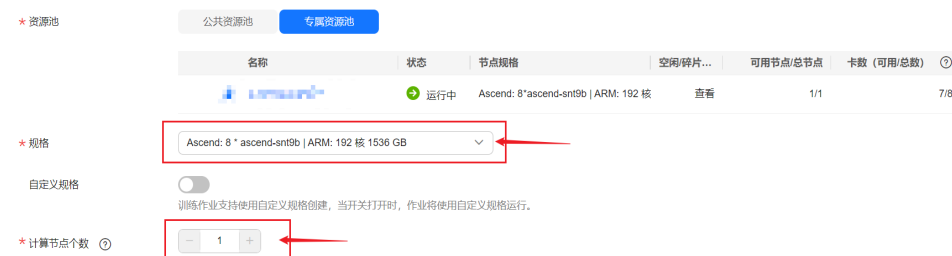 * 资源池 公共资源池 专属资源池
名称 状态 节点规格 空闲/碎片... 可用节点/总节点 卡数（可用/总数） ?
运行中 Ascend: 8*ascend-snt9b | ARM: 192 核 查看 1/1 7/8
* 规格 Ascend: 8 * ascend-snt9b | ARM: 192 核 1536 GB
自定义规格
训练作业支持使用自定义规格创建，当开关打开时，作业将使用自定义规格运行。
* 计算节点个数 ? − 1 +